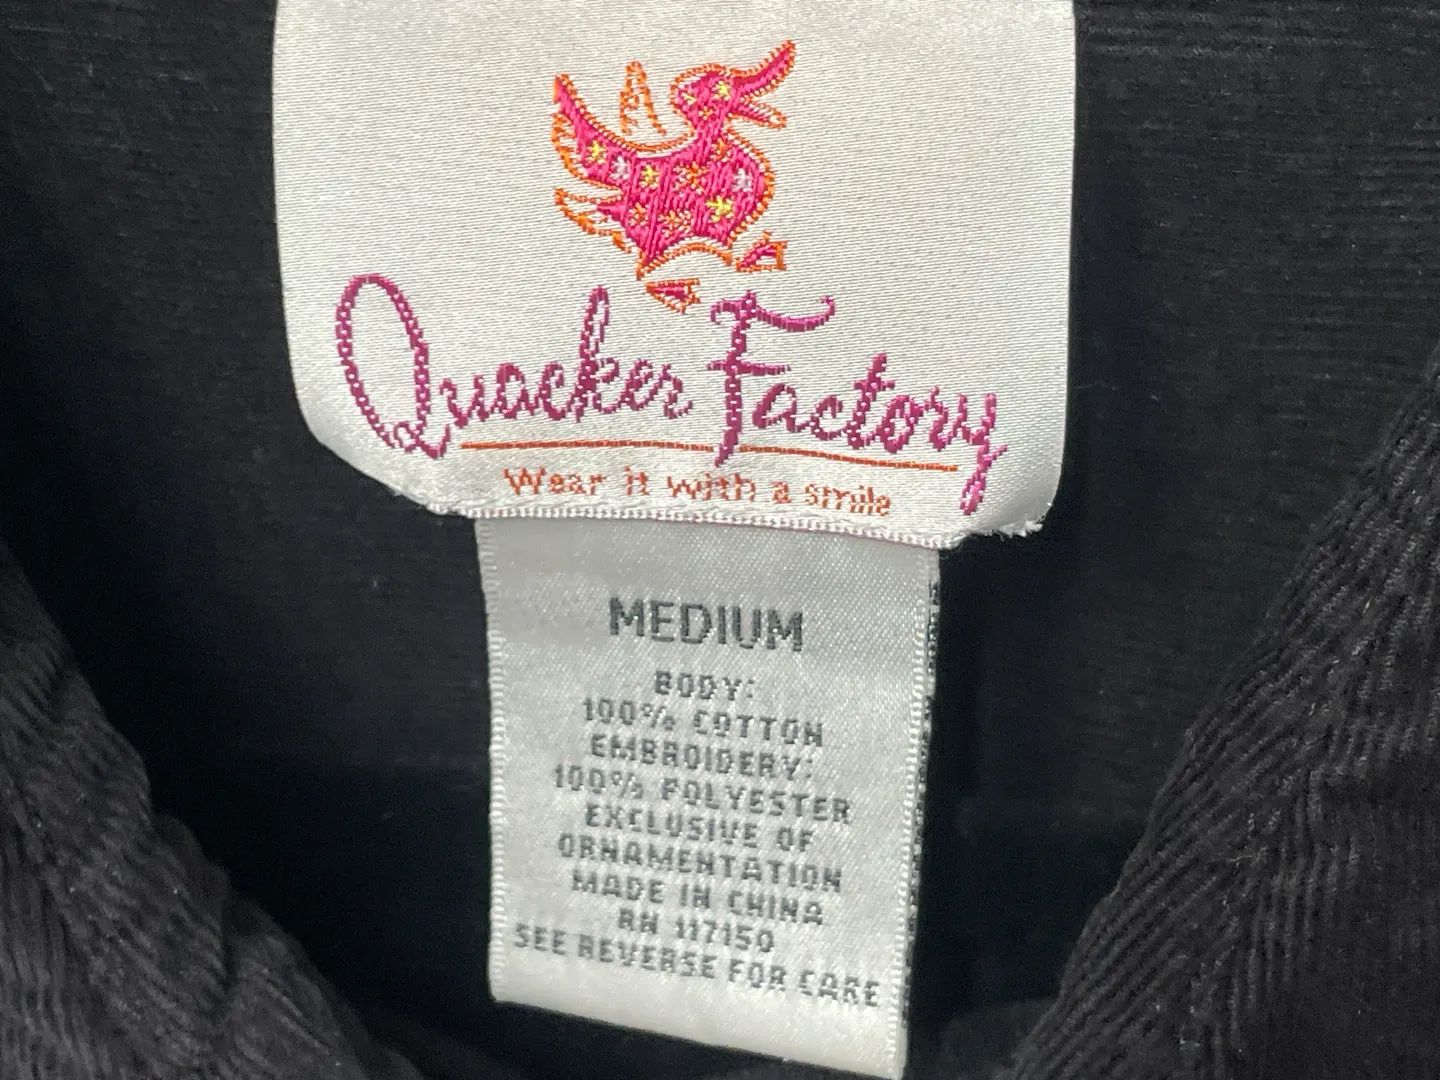 Quacker Factory
Wear it with a smile
MEDIUM
BODY:
100% COTTON
EMBROIDERY:
100% POLYESTER
EXCLUSIVE OF
ORNAMENTATION
MADE IN CHINA
RN 117150
SEE REVERSE FOR CARE